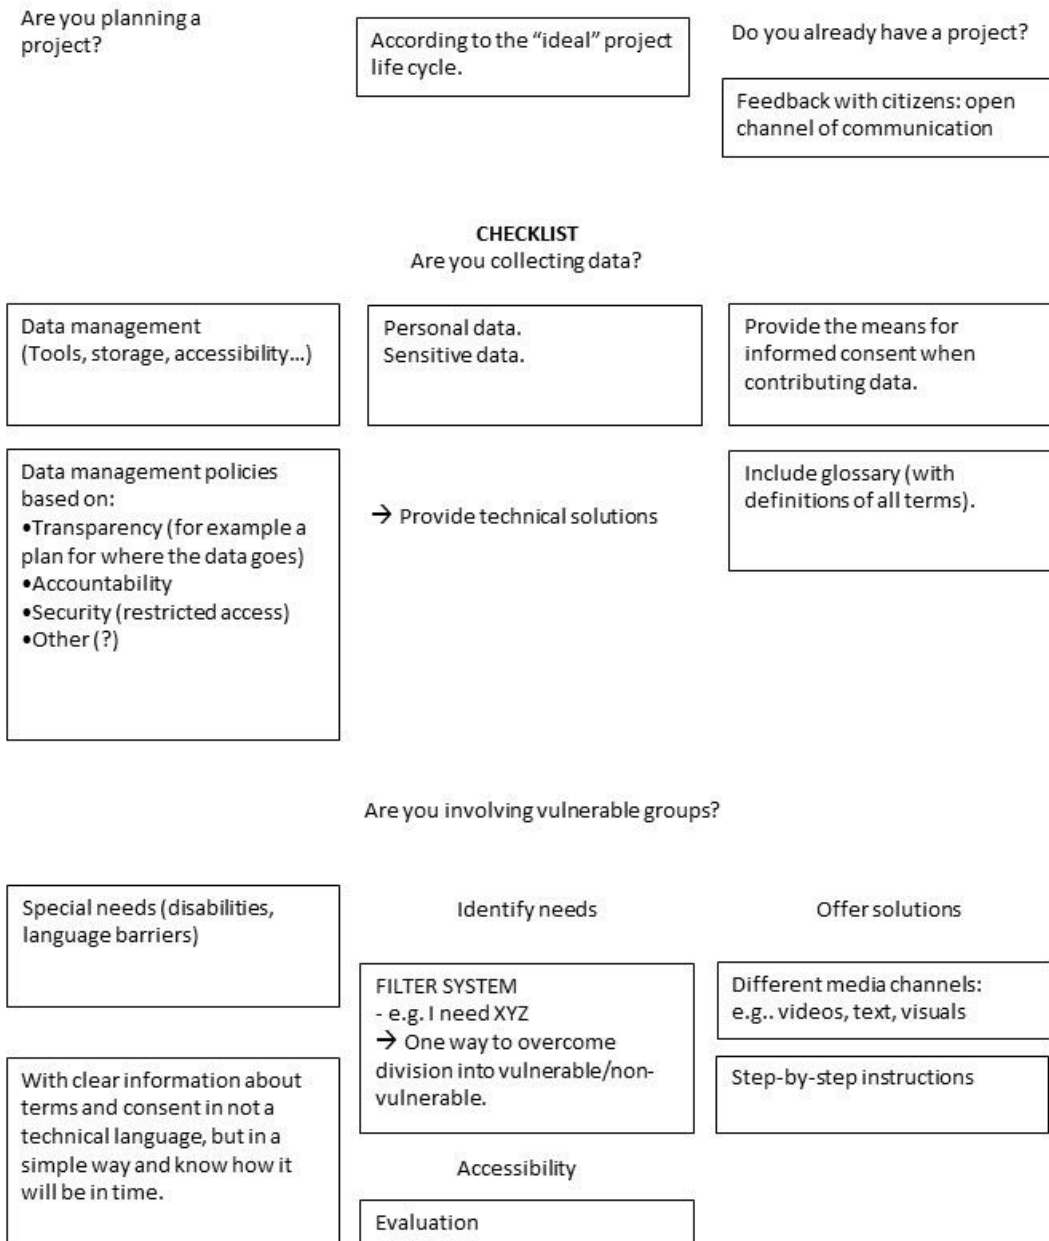 Are you planning a
project?
According to the “ideal” project
life cycle.
Do you already have a project?
Feedback with citizens: open
channel of communication
CHECKLIST
Are you collecting data?
Data management
(Tools, storage, accessibility...)
Personal data.
Sensitive data.
Provide the means for
informed consent when
contributing data.
Data management policies
based on:
•Transparency (for example a
plan for where the data goes)
•Accountability
•Security (restricted access)
•Other (?)
→ Provide technical solutions
Include glossary (with
definitions of all terms).
Are you involving vulnerable groups?
Special needs (disabilities,
language barriers)
Identify needs
Offer solutions
FILTER SYSTEM
- e.g. I need XYZ
→ One way to overcome
division into vulnerable/non-
vulnerable.
Different media channels:
e.g.. videos, text, visuals
Step-by-step instructions
With clear information about
terms and consent in not a
technical language, but in a
simple way and know how it
will be in time.
Accessibility
Evaluation